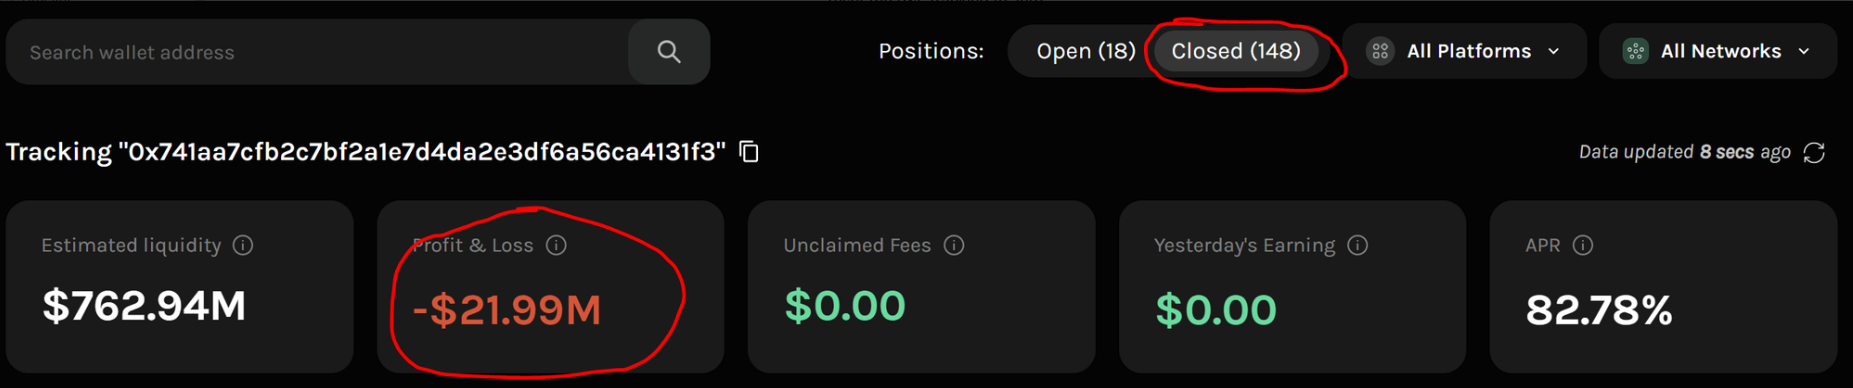 Search wallet address
Positions: Open (18) Closed (148) All Platforms All Networks
Tracking "0x741aa7cfb2c7bf2a1e7d4da2e3df6a56ca4131f3"
Data updated 8 secs ago
Estimated liquidity
$762.94M
Profit & Loss
-$21.99M
Unclaimed Fees
$0.00
Yesterday's Earning
$0.00
APR
82.78%